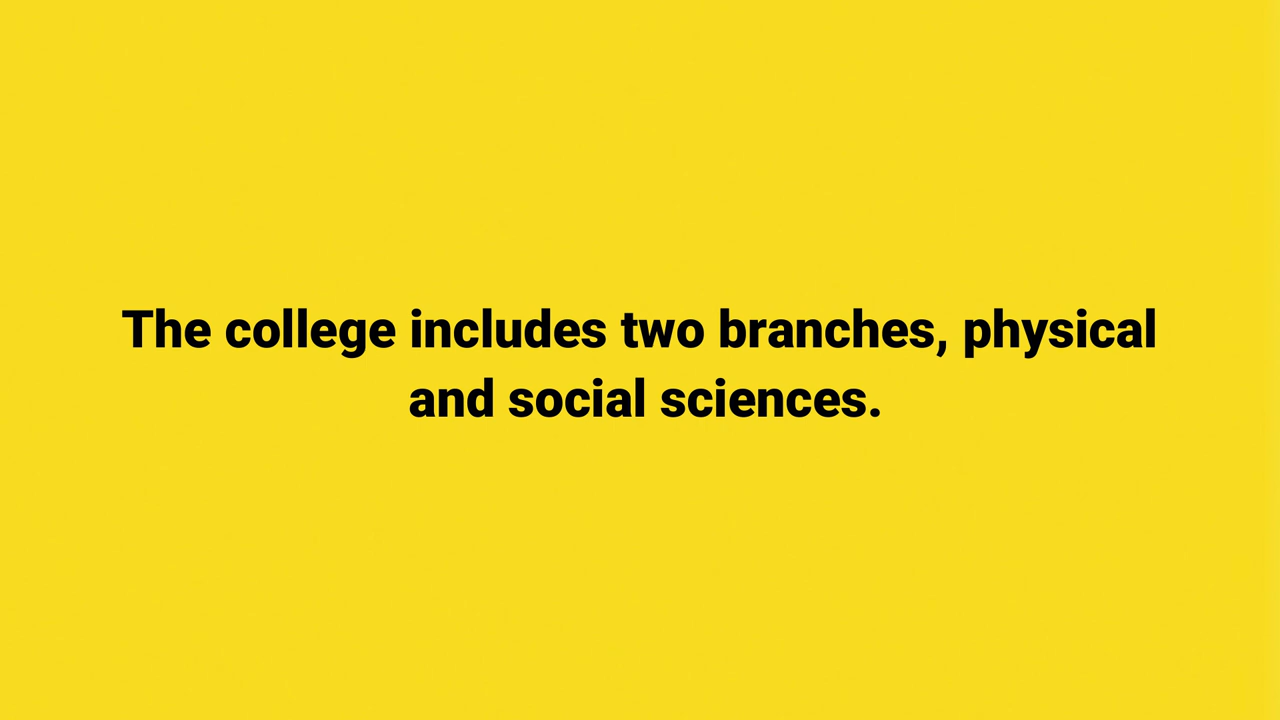 The college includes two branches, physical
and social sciences.